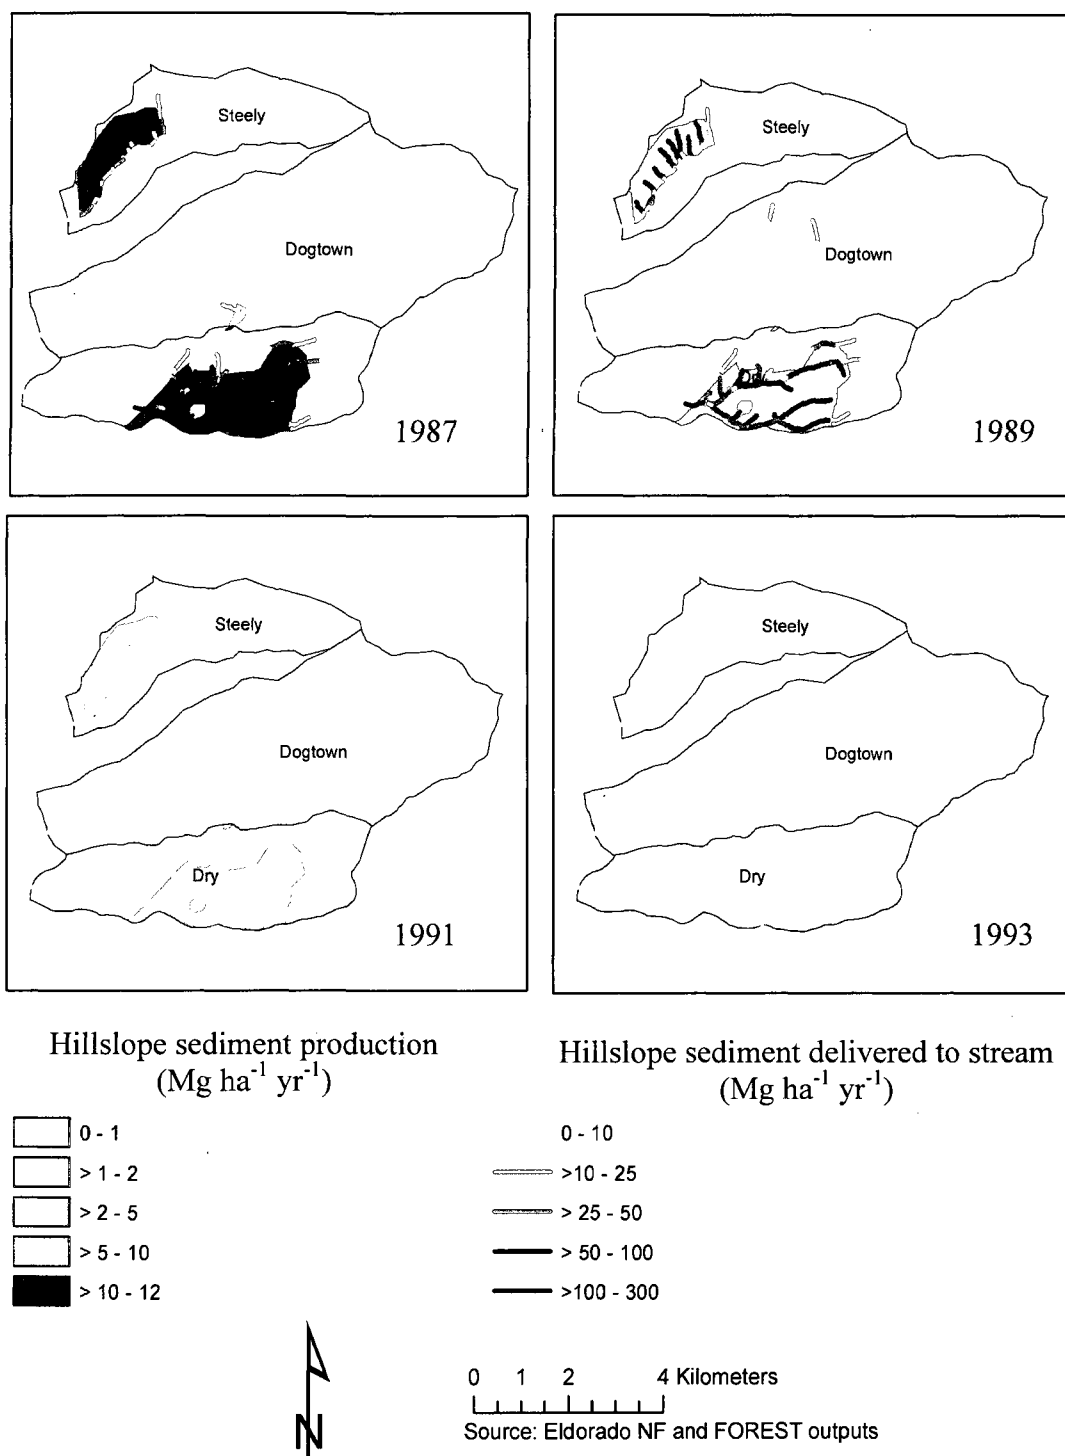 Steely
Dogtown
1987
Steely
Dogtown
1989
Steely
Dogtown
Dry
1991
Steely
Dogtown
Dry
1993
Hillslope sediment production
(Mg ha⁻¹ yr⁻¹)
0 - 1
> 1 - 2
> 2 - 5
> 5 - 10
> 10 - 12
Hillslope sediment delivered to stream
(Mg ha⁻¹ yr⁻¹)
0 - 10
>10 - 25
> 25 - 50
> 50 - 100
>100 - 300
N
0 1 2 4 Kilometers
Source: Eldorado NF and FOREST outputs